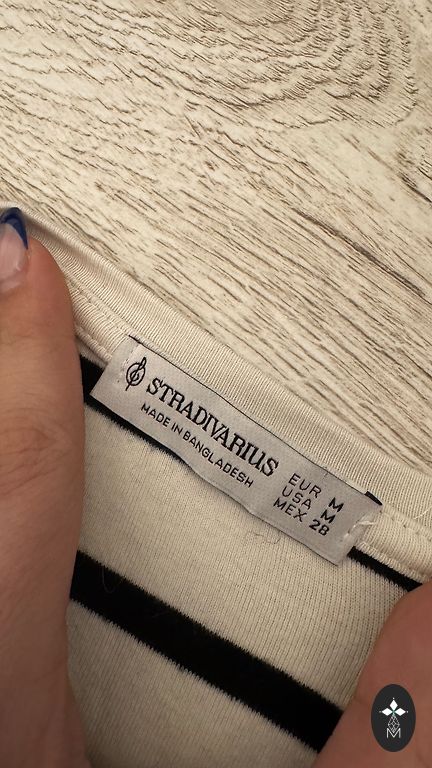 STRADIVARIUS
MADE IN BANGLADESH
EUR M
USA M
MEX 28
M